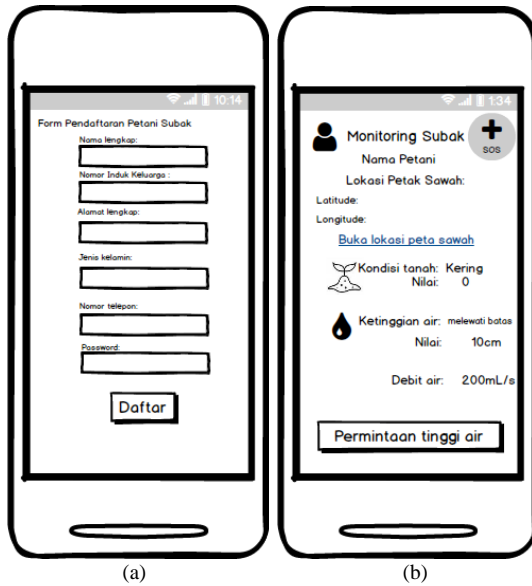 10:14
Form Pendaftaran Petani Subak
Nama lengkap:
Nomor Induk Keluarga :
Alamat lengkap:
Jenis kelamin:
Nomor telepon:
Password:
Daftar
(a)
1:34
Monitoring Subak
SOS
Nama Petani
Lokasi Petak Sawah:
Latitude:
Longitude:
Buka lokasi peta sawah
Kondisi tanah: Kering
Nilai: 0
Ketinggian air: melewati batas
Nilai: 10cm
Debit air: 200mL/s
Permintaan tinggi air
(b)